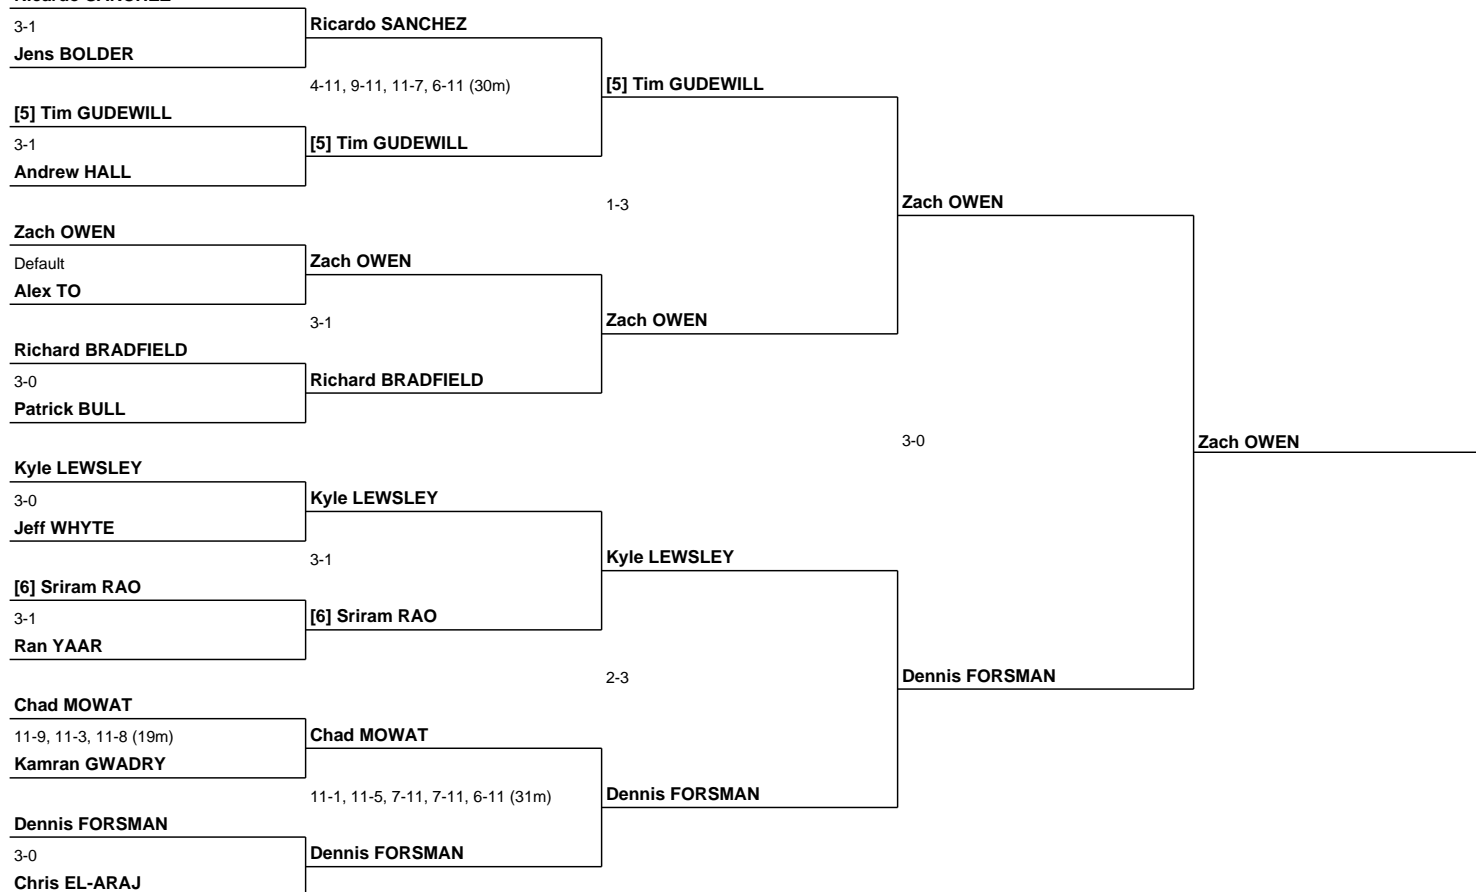 3-1
Jens BOLDER
[5] Tim GUDEWILL
3-1
Andrew HALL
Zach OWEN
Default
Alex TO
Richard BRADFIELD
3-0
Patrick BULL
Kyle LEWSLEY
3-0
Jeff WHYTE
[6] Sriram RAO
3-1
Ran YAAR
Chad MOWAT
11-9, 11-3, 11-8 (19m)
Kamran GWADRY
Dennis FORSMAN
3-0
Chris EL-ARAJ
Ricardo SANCHEZ
4-11, 9-11, 11-7, 6-11 (30m)
[5] Tim GUDEWILL
Zach OWEN
3-1
Richard BRADFIELD
Kyle LEWSLEY
3-1
[6] Sriram RAO
Chad MOWAT
11-1, 11-5, 7-11, 7-11, 6-11 (31m)
Dennis FORSMAN
[5] Tim GUDEWILL
1-3
Zach OWEN
Kyle LEWSLEY
2-3
Dennis FORSMAN
Zach OWEN
3-0
Dennis FORSMAN
Zach OWEN